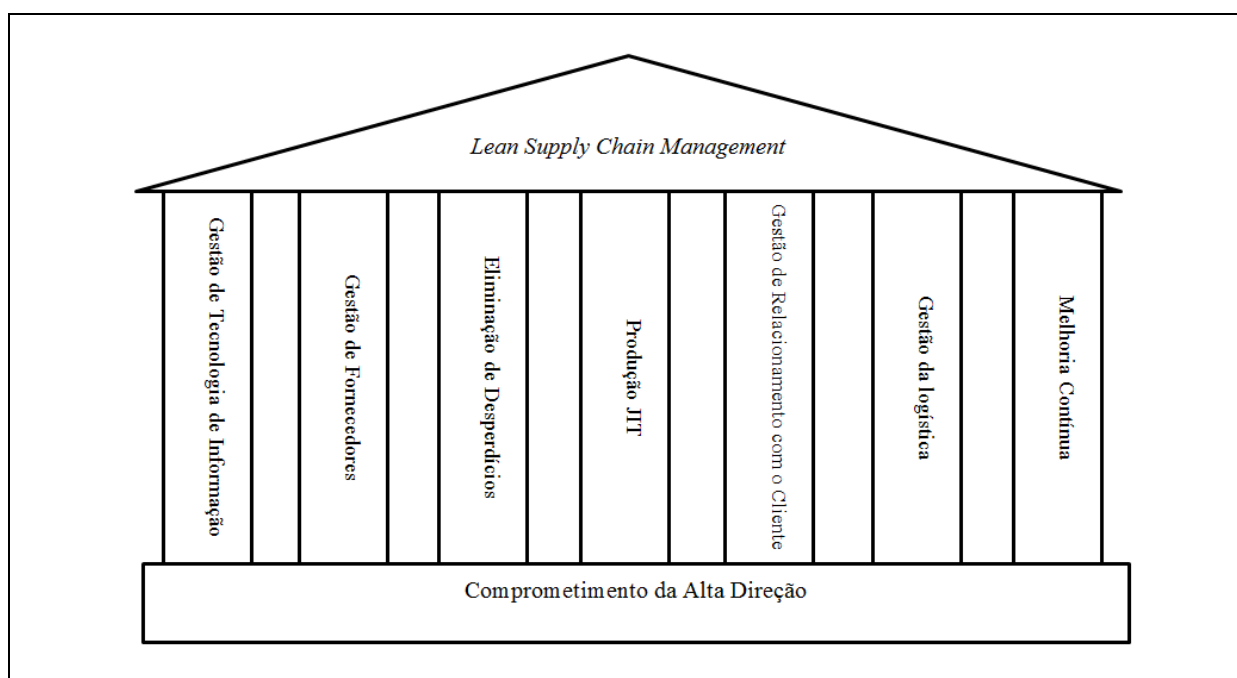 Lean Supply Chain Management
Gestão de Tecnologia de Informação
Gestão de Fornecedores
Eliminação de Desperdícios
Produção JIT
Gestão de Relacionamento com o Cliente
Gestão da logística
Melhoria Contínua
Comprometimento da Alta Direção